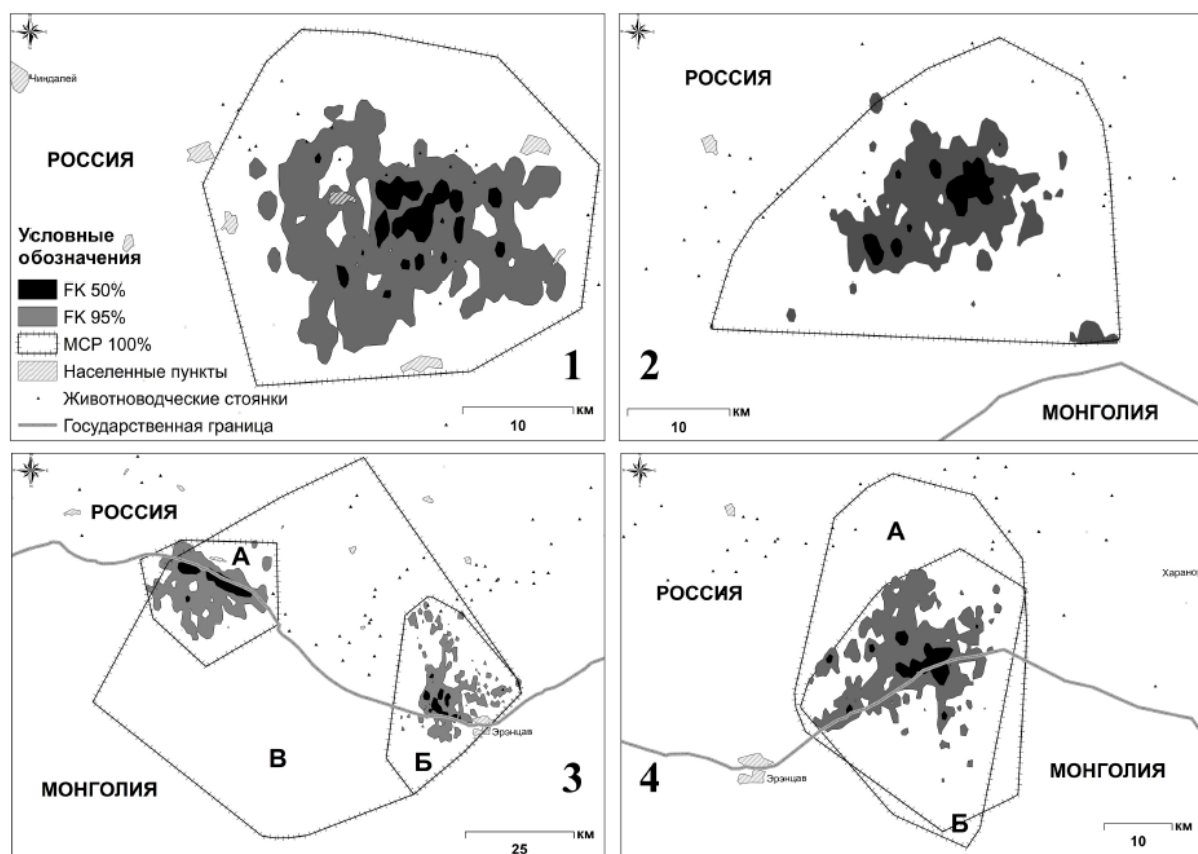 Чиндалей
РОССИЯ
Условные
обозначения
FK 50%
FK 95%
MCP 100%
Населенные пункты
Животноводческие стоянки
Государственная граница
1
км
10
РОССИЯ
2
км
10
МОНГОЛИЯ
РОССИЯ
А
В
Б
Эрэнцав
МОНГОЛИЯ
3
км
25
А
РОССИЯ
Харанор
Эрэнцав
4
Б
МОНГОЛИЯ
км
10